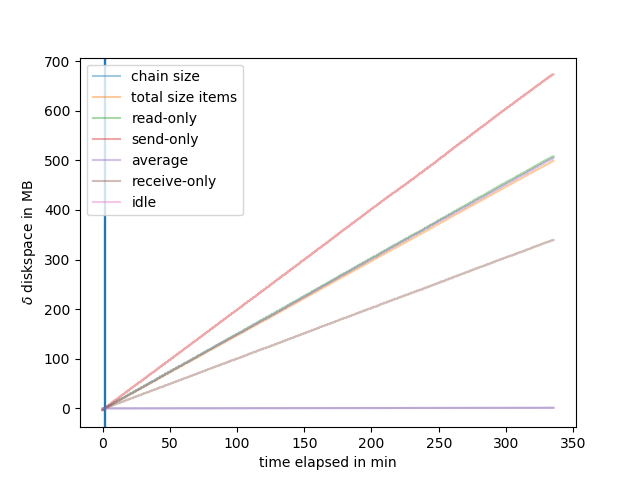 700
600
500
400
300
200
100
0
δ diskspace in MB
chain size
total size items
read-only
send-only
average
receive-only
idle
0 50 100 150 200 250 300 350
time elapsed in min